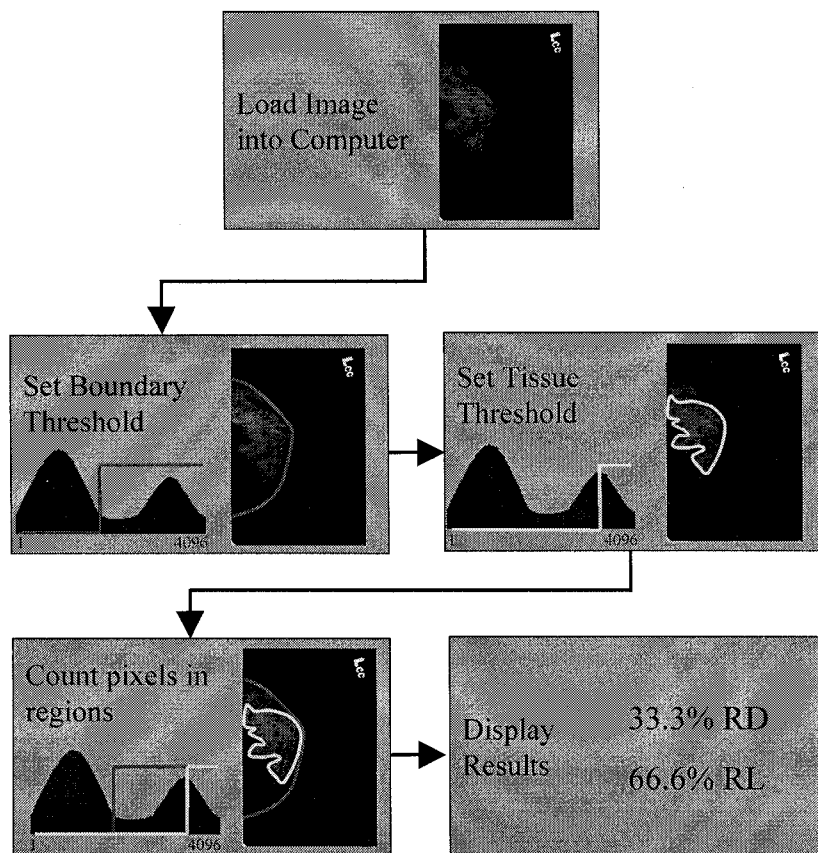 Lcc
Load Image
into Computer
Set Boundary
Threshold
Lcc
1
4096
Set Tissue
Threshold
Lcc
1
4096
Count pixels in
regions
Lcc
1
4096
Display
Results
33.3% RD
66.6% RL